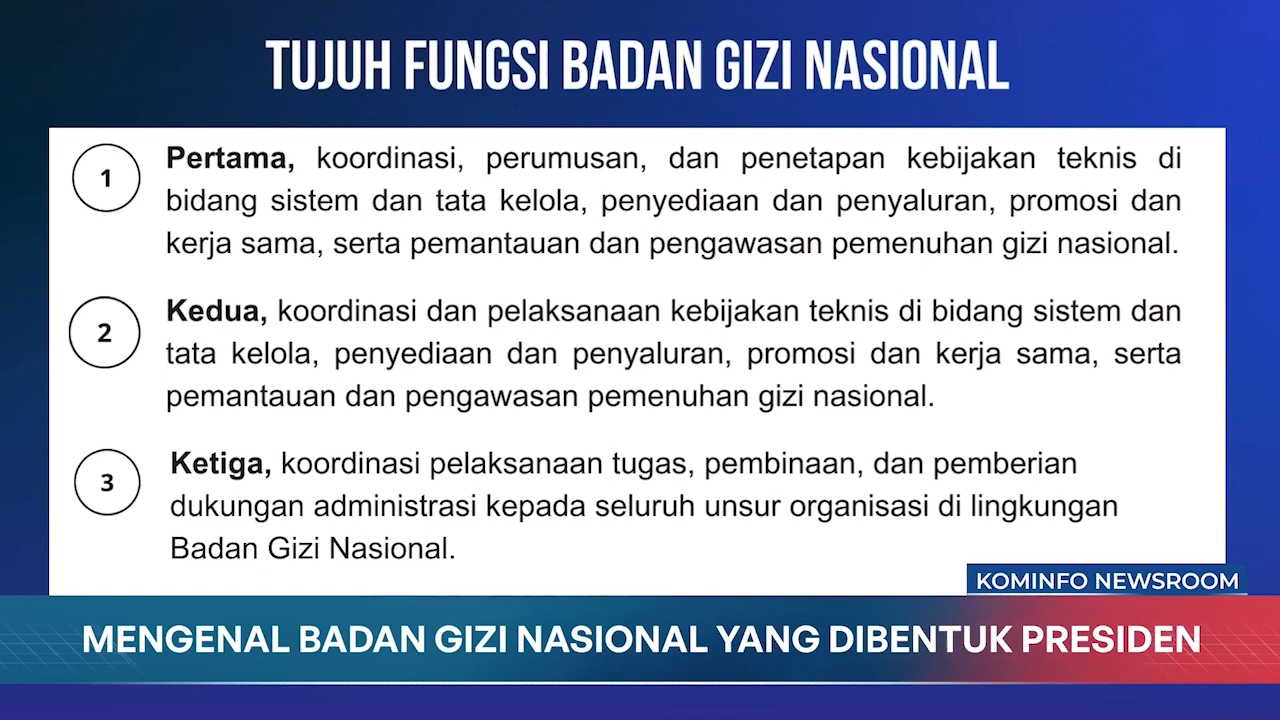 TUJUH FUNGSI BADAN GIZI NASIONAL
1
Pertama, koordinasi, perumusan, dan penetapan kebijakan teknis di
bidang sistem dan tata kelola, penyediaan dan penyaluran, promosi dan
kerja sama, serta pemantauan dan pengawasan pemenuhan gizi nasional.
2
Kedua, koordinasi dan pelaksanaan kebijakan teknis di bidang sistem dan
tata kelola, penyediaan dan penyaluran, promosi dan kerja sama, serta
pemantauan dan pengawasan pemenuhan gizi nasional.
3
Ketiga, koordinasi pelaksanaan tugas, pembinaan, dan pemberian
dukungan administrasi kepada seluruh unsur organisasi di lingkungan
Badan Gizi Nasional.
KOMINFO NEWSROOM
MENGENAL BADAN GIZI NASIONAL YANG DIBENTUK PRESIDEN